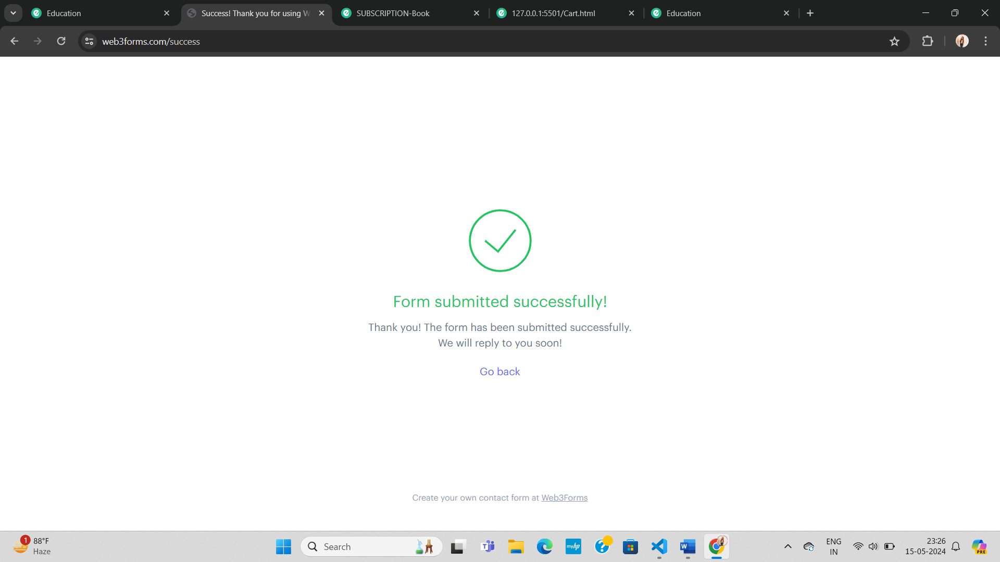 Education
Success! Thank you for using W
SUBSCRIPTION-Book
127.0.0.1:5501/Cart.html
Education
web3forms.com/success
Form submitted successfully!
Thank you! The form has been submitted successfully.
We will reply to you soon!
Go back
Create your own contact form at Web3Forms
1
88°F
Haze
Search
T
myhp
?
W
ENG
IN
23:26
15-05-2024
PRE